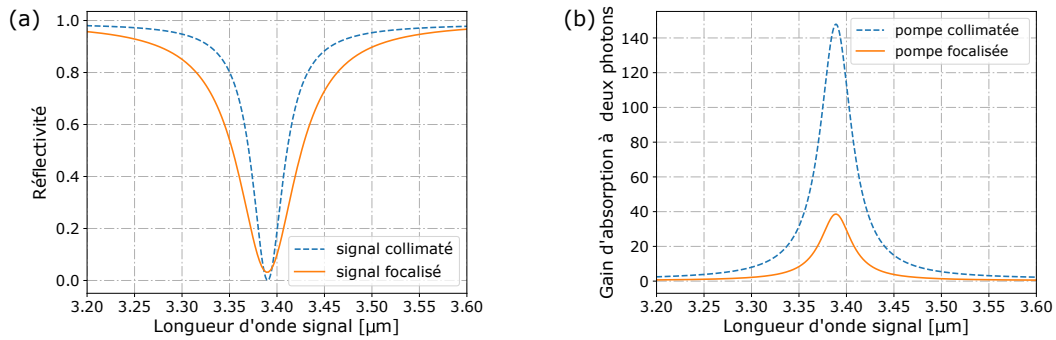 (a)
1.0
0.8
0.6
0.4
0.2
0.0
Réflectivité
signal collimaté
signal focalisé
3.20 3.25 3.30 3.35 3.40 3.45 3.50 3.55 3.60
Longueur d'onde signal [µm]
(b)
140
120
100
80
60
40
20
0
Gain d'absorption à deux photons
pompe collimatée
pompe focalisée
3.20 3.25 3.30 3.35 3.40 3.45 3.50 3.55 3.60
Longueur d'onde signal [µm]